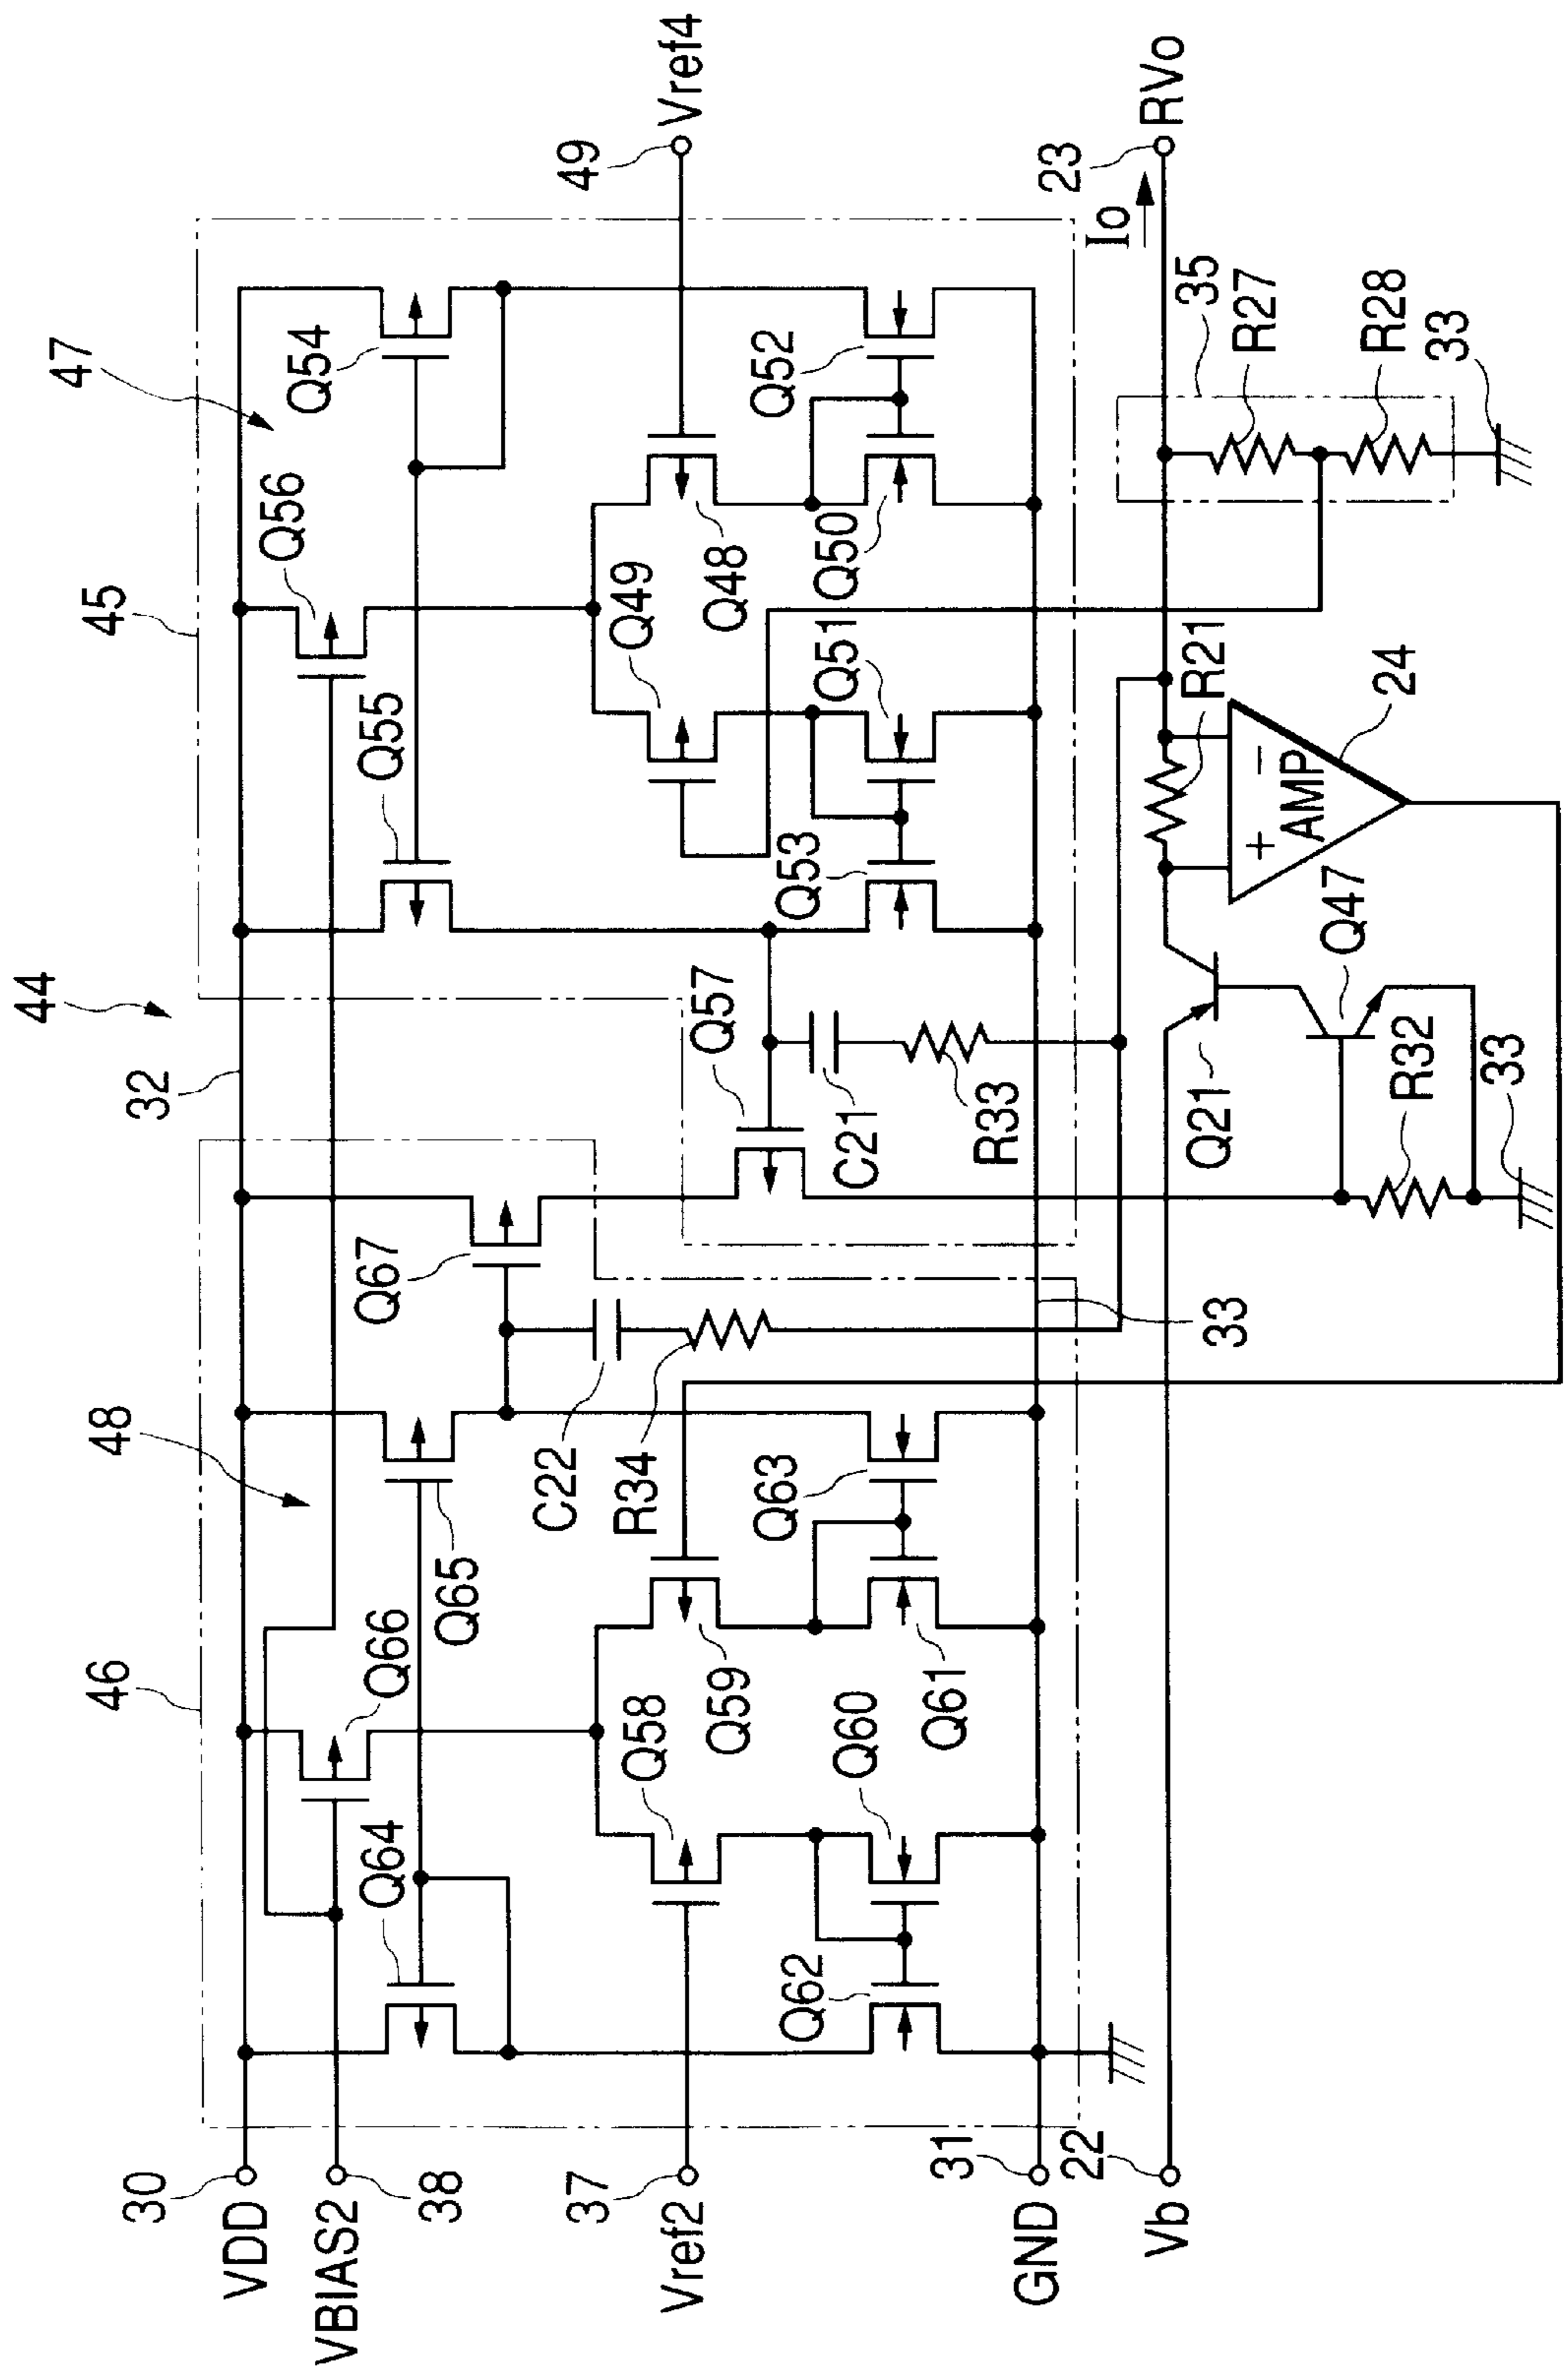 44
47
45
32
48
46
Q54
Q56
Q55
49
Vref4
Q49
Q48
Q52
Q50
Q51
Q53
Q57
C21
R33
Q67
C22
R34
Q65
Q66
Q64
Q58
Q59
Q63
Q61
Q60
Q62
33
30
VDD
VBIAS2
38
37
Vref2
31
GND
22
Vb
23
RVo
Io
35
R27
R28
33
R21
+
−
AMP
24
Q47
Q21
R32
33